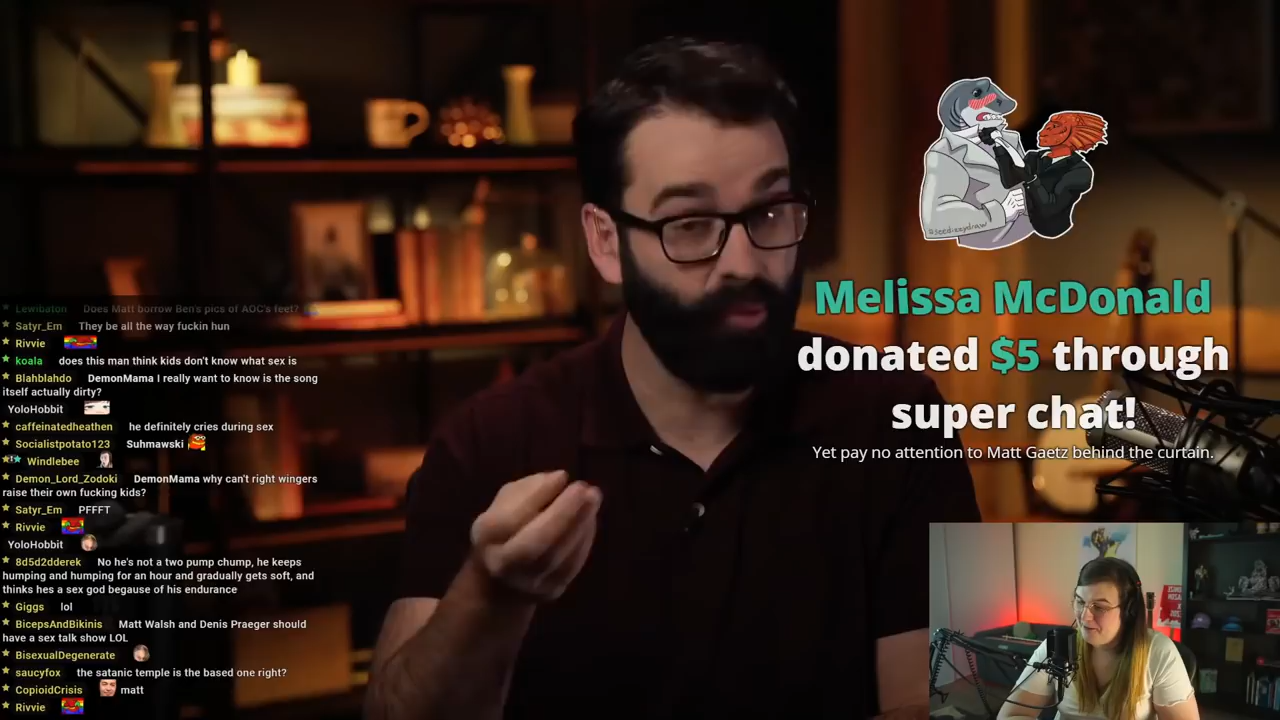 Lewibaton Does Matt borrow Ben's pics of AOC's feet?
Satyr_Em They be all the way fuckin hun
Rivvie
koala does this man think kids don't know what sex is
Blahblahdo DemonMama I really want to know is the song
itself actually dirty?
YoloHobbit
caffeinatedheathen he definitely cries during sex
Socialistpotato123 Suhmawski
Windlebee
Demon_Lord_Zodoki DemonMama why can't right wingers
raise their own fucking kids?
Satyr_Em PFFFT
Rivvie
YoloHobbit
8d5d2dderek No he's not a two pump chump, he keeps
humping and humping for an hour and gradually gets soft, and
thinks hes a sex god begause of his endurance
Giggs lol
BicepsAndBikinis Matt Walsh and Denis Praeger should
have a sex talk show LOL
BisexualDegenerate
saucyfox the satanic temple is the based one right?
CopioidCrisis matt
Rivvie
@seedizeydraw
Melissa McDonald
donated $5 through
super chat!
Yet pay no attention to Matt Gaetz behind the curtain.